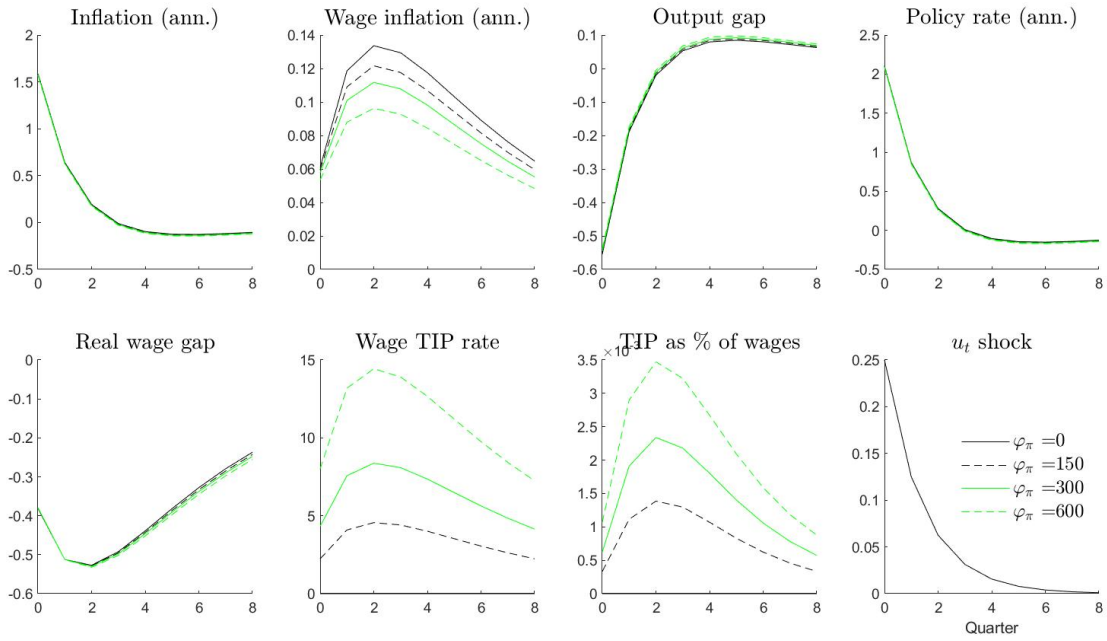 Inflation (ann.)
2
1.5
1
0.5
0
-0.5
0 2 4 6 8
Wage inflation (ann.)
0.14
0.12
0.1
0.08
0.06
0.04
0.02
0
0 2 4 6 8
Output gap
0.1
0
-0.1
-0.2
-0.3
-0.4
-0.5
-0.6
0 2 4 6 8
Policy rate (ann.)
2.5
2
1.5
1
0.5
0
-0.5
0 2 4 6 8
Real wage gap
0
-0.1
-0.2
-0.3
-0.4
-0.5
-0.6
0 2 4 6 8
Wage TIP rate
15
10
5
0
0 2 4 6 8
TIP as % of wages
×10⁻³
3.5
3
2.5
2
1.5
1
0.5
0
0 2 4 6 8
uₜ shock
0.25
0.2
0.15
0.1
0.05
0
φ_π =0
φ_π =150
φ_π =300
φ_π =600
0 2 4 6 8
Quarter